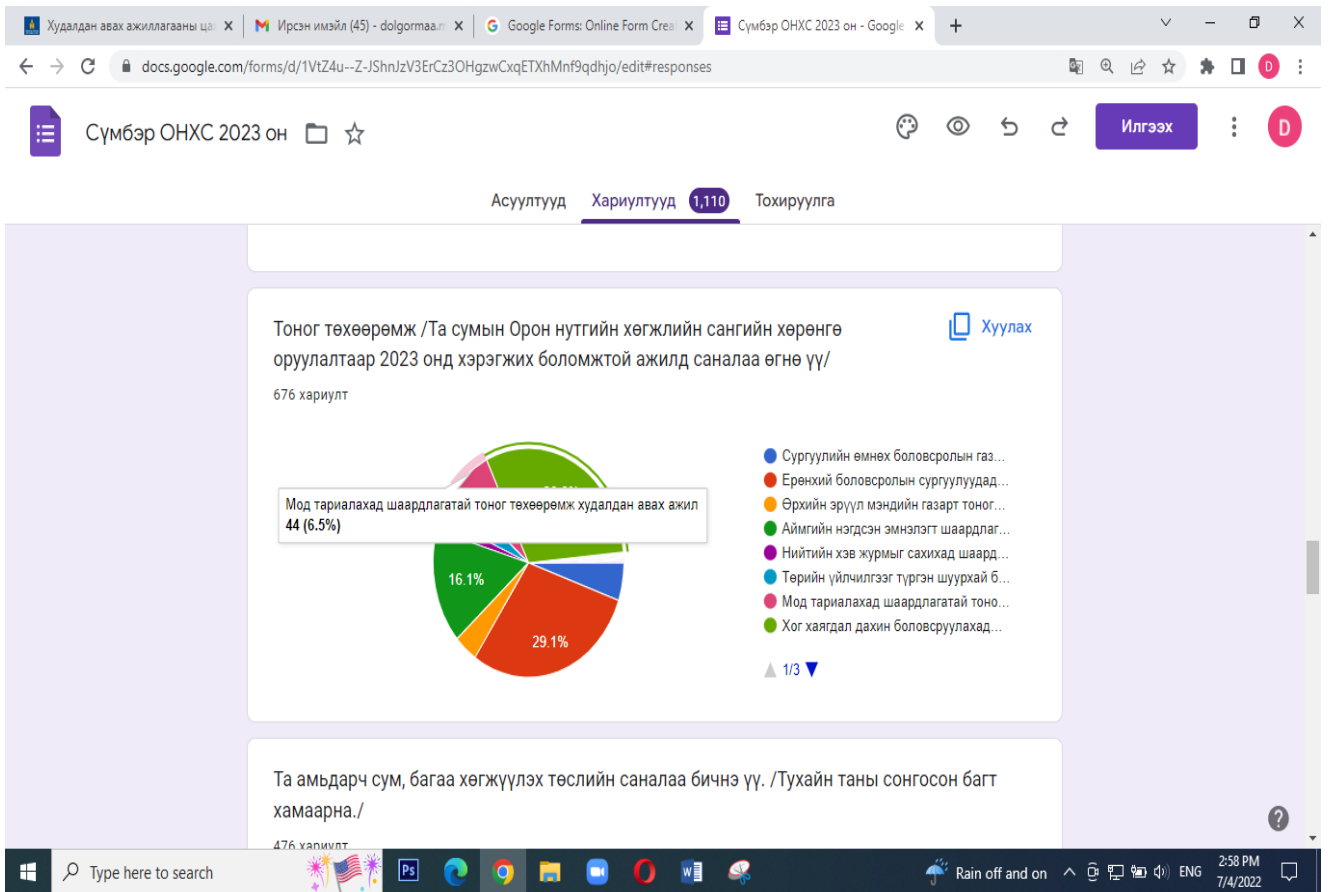 Худалдан авах ажиллагааны ца
Ирсэн имэйл (45) - dolgormaa.m
Google Forms: Online Form Crea
Сүмбэр ОНХС 2023 он - Google
docs.google.com/forms/d/1VtZ4u--Z-JShnJzV3ErCz3OHgzwCxqETXhMnf9qdhjo/edit#responses
D
Сүмбэр ОНХС 2023 он
Илгээх
D
Асуултууд Хариултууд 1,110 Тохируулга
Тоног төхөөрөмж /Та сумын Орон нутгийн хөгжлийн сангийн хөрөнгө
оруулалтаар 2023 онд хэрэгжих боломжтой ажилд саналаа өгнө үү/
Хуулах
676 хариулт
Мод тариалахад шаардлагатай тоног төхөөрөмж худалдан авах ажил
44 (6.5%)
16.1%
29.1%
Сургуулийн өмнөх боловсролын газ...
Ерөнхий боловсролын сургуулуудад...
Өрхийн эрүүл мэндийн газарт тоног...
Аймгийн нэгдсэн эмнэлэгт шаардлаг...
Нийтийн хэв журмыг сахихад шаард...
Төрийн үйлчилгээг түргэн шуурхай б...
Мод тариалахад шаардлагатай тоно...
Хог хаягдал дахин боловсруулахад...
1/3
Та амьдарч сум, багаа хөгжүүлэх төслийн саналаа бичнэ үү. /Тухайн таны сонгосон багт
хамаарна./
476 хариулт
Type here to search
Ps
Rain off and on
ENG
2:58 PM
7/4/2022